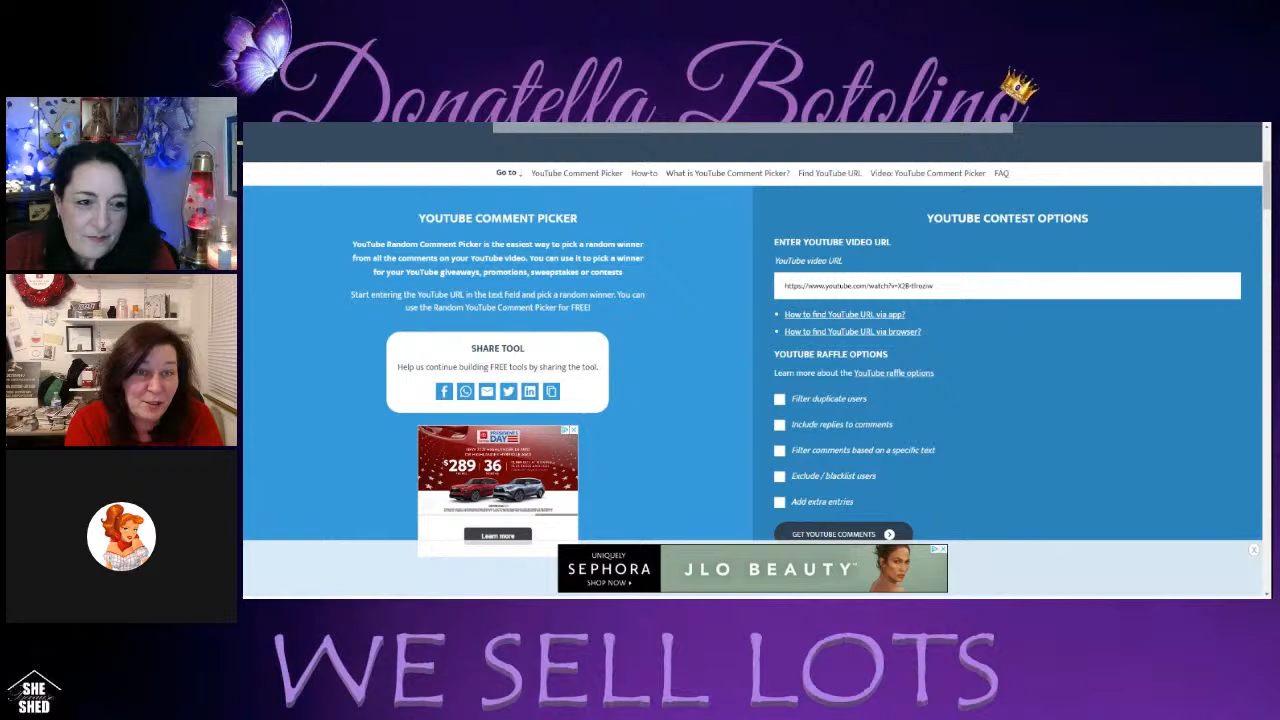 Donatella Botolino
Go to
YouTube Comment Picker
How-to
What is YouTube Comment Picker?
Find YouTube URL
Video: YouTube Comment Picker
FAQ
YOUTUBE COMMENT PICKER
YouTube Random Comment Picker is the easiest way to pick a random winner
from all the comments on your YouTube video. You can use it to pick a winner
for your YouTube giveaways, promotions, sweepstakes or contests
Start entering the YouTube URL in the text field and pick a random winner. You can
use the Random YouTube Comment Picker for FREE!
SHARE TOOL
Help us continue building FREE tools by sharing the tool.
PRESIDENTS
DAY
$289 36
Learn more
YOUTUBE CONTEST OPTIONS
ENTER YOUTUBE VIDEO URL
YouTube video URL
How to find YouTube URL via app?
How to find YouTube URL via browser?
YOUTUBE RAFFLE OPTIONS
Learn more about the YouTube raffle options
Filter duplicate users
Include replies to comments
Filter comments based on a specific text
Exclude / blacklist users
Add extra entries
GET YOUTUBE COMMENTS
UNIQUELY
SEPHORA
SHOP NOW
JLO BEAUTY
WE SELL LOTS
SHE
Because
SHED